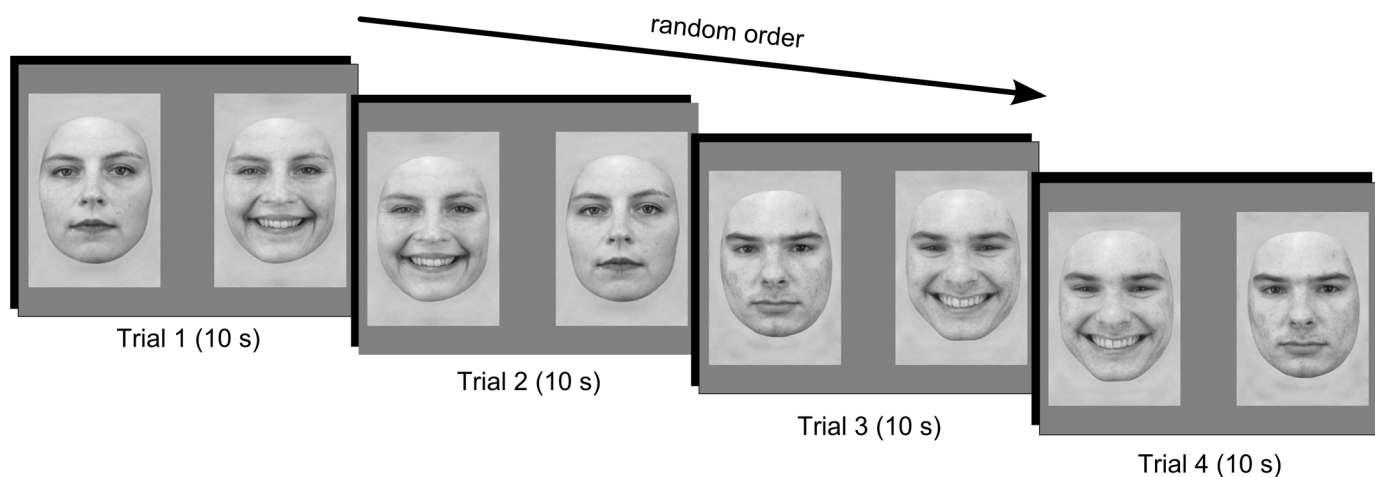 random order
Trial 1 (10 s)
Trial 2 (10 s)
Trial 3 (10 s)
Trial 4 (10 s)